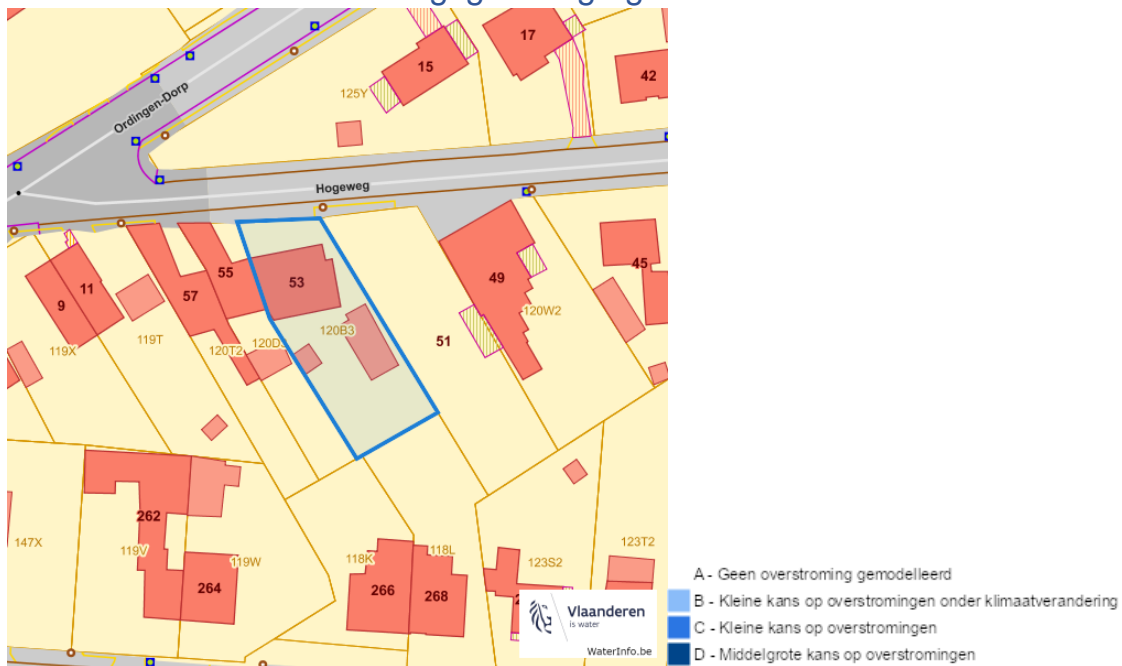 17
15
42
125Y
Ordingen-Dorp
Hogeweg
55
53
49
45
11
9
57
120B3
120W2
51
119X
119T
120T2
262
147X
119V
119W
264
118K
118L
266
268
123S2
123T2
Vlaanderen
is water
WaterInfo.be
A - Geen overstroming gemodelleerd
B - Kleine kans op overstromingen onder klimaatverandering
C - Kleine kans op overstromingen
D - Middelgrote kans op overstromingen